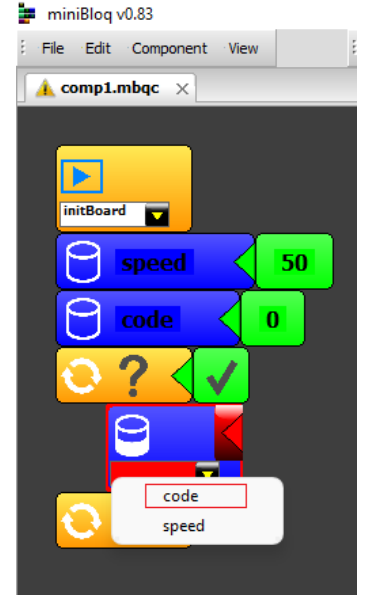 miniBloq v0.83
File Edit Component View
comp1.mbqc
initBoard
speed 50
code 0
?
code
speed